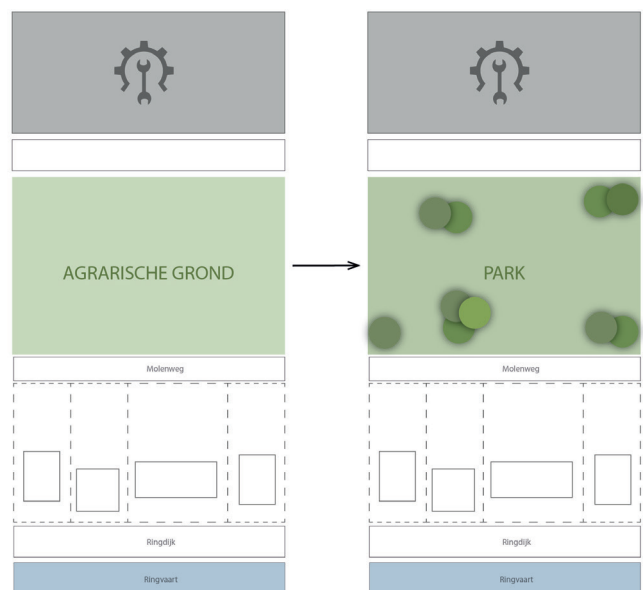 AGRARISCHE GROND
PARK
Molenweg
Molenweg
Ringdijk
Ringdijk
Ringvaart
Ringvaart